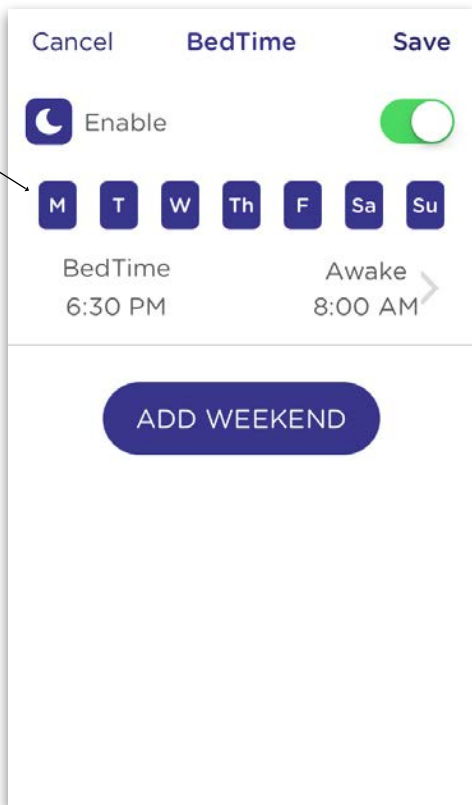 Cancel BedTime Save
Enable
M T W Th F Sa Su
BedTime Awake
6:30 PM 8:00 AM
ADD WEEKEND